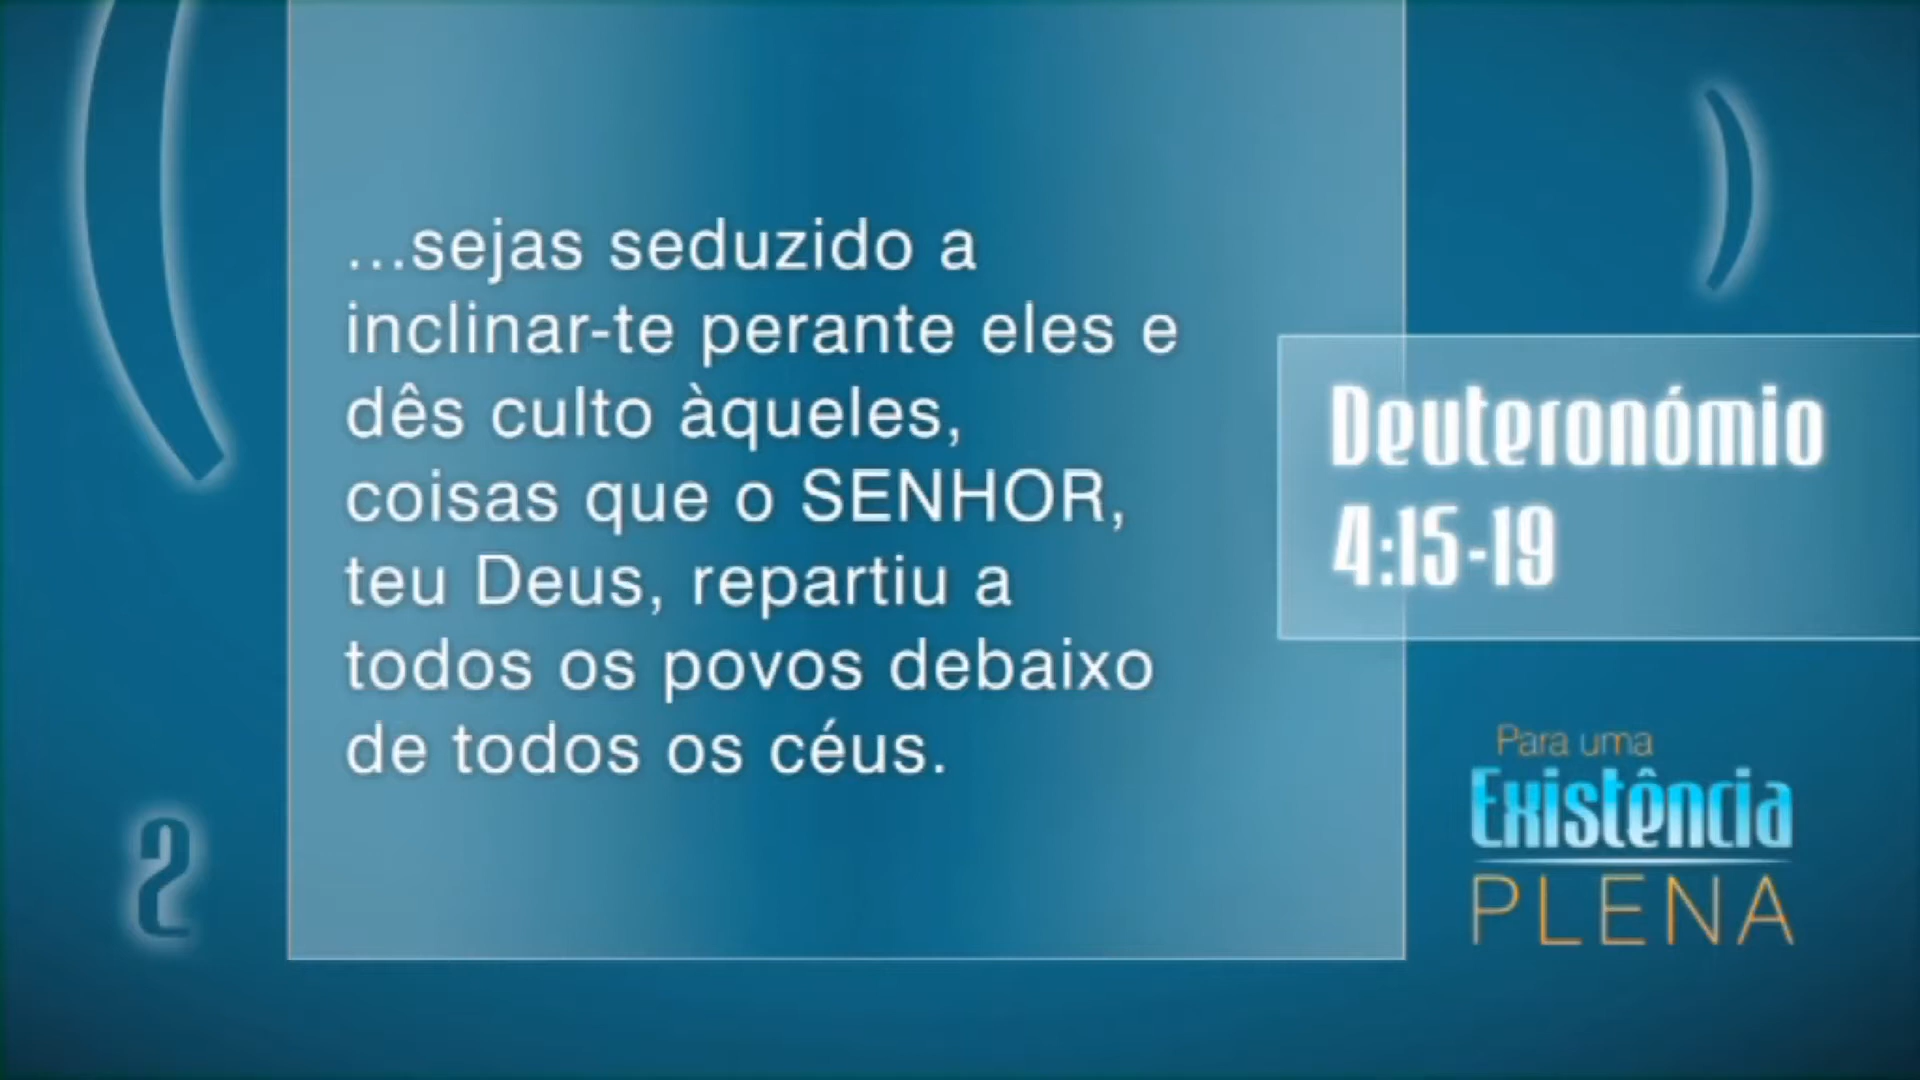 ...sejas seduzido a
inclinar-te perante eles e
dês culto àqueles,
coisas que o SENHOR,
teu Deus, repartiu a
todos os povos debaixo
de todos os céus.
Deuteronómio
4:15-19
Para uma
Existência
PLENA
2